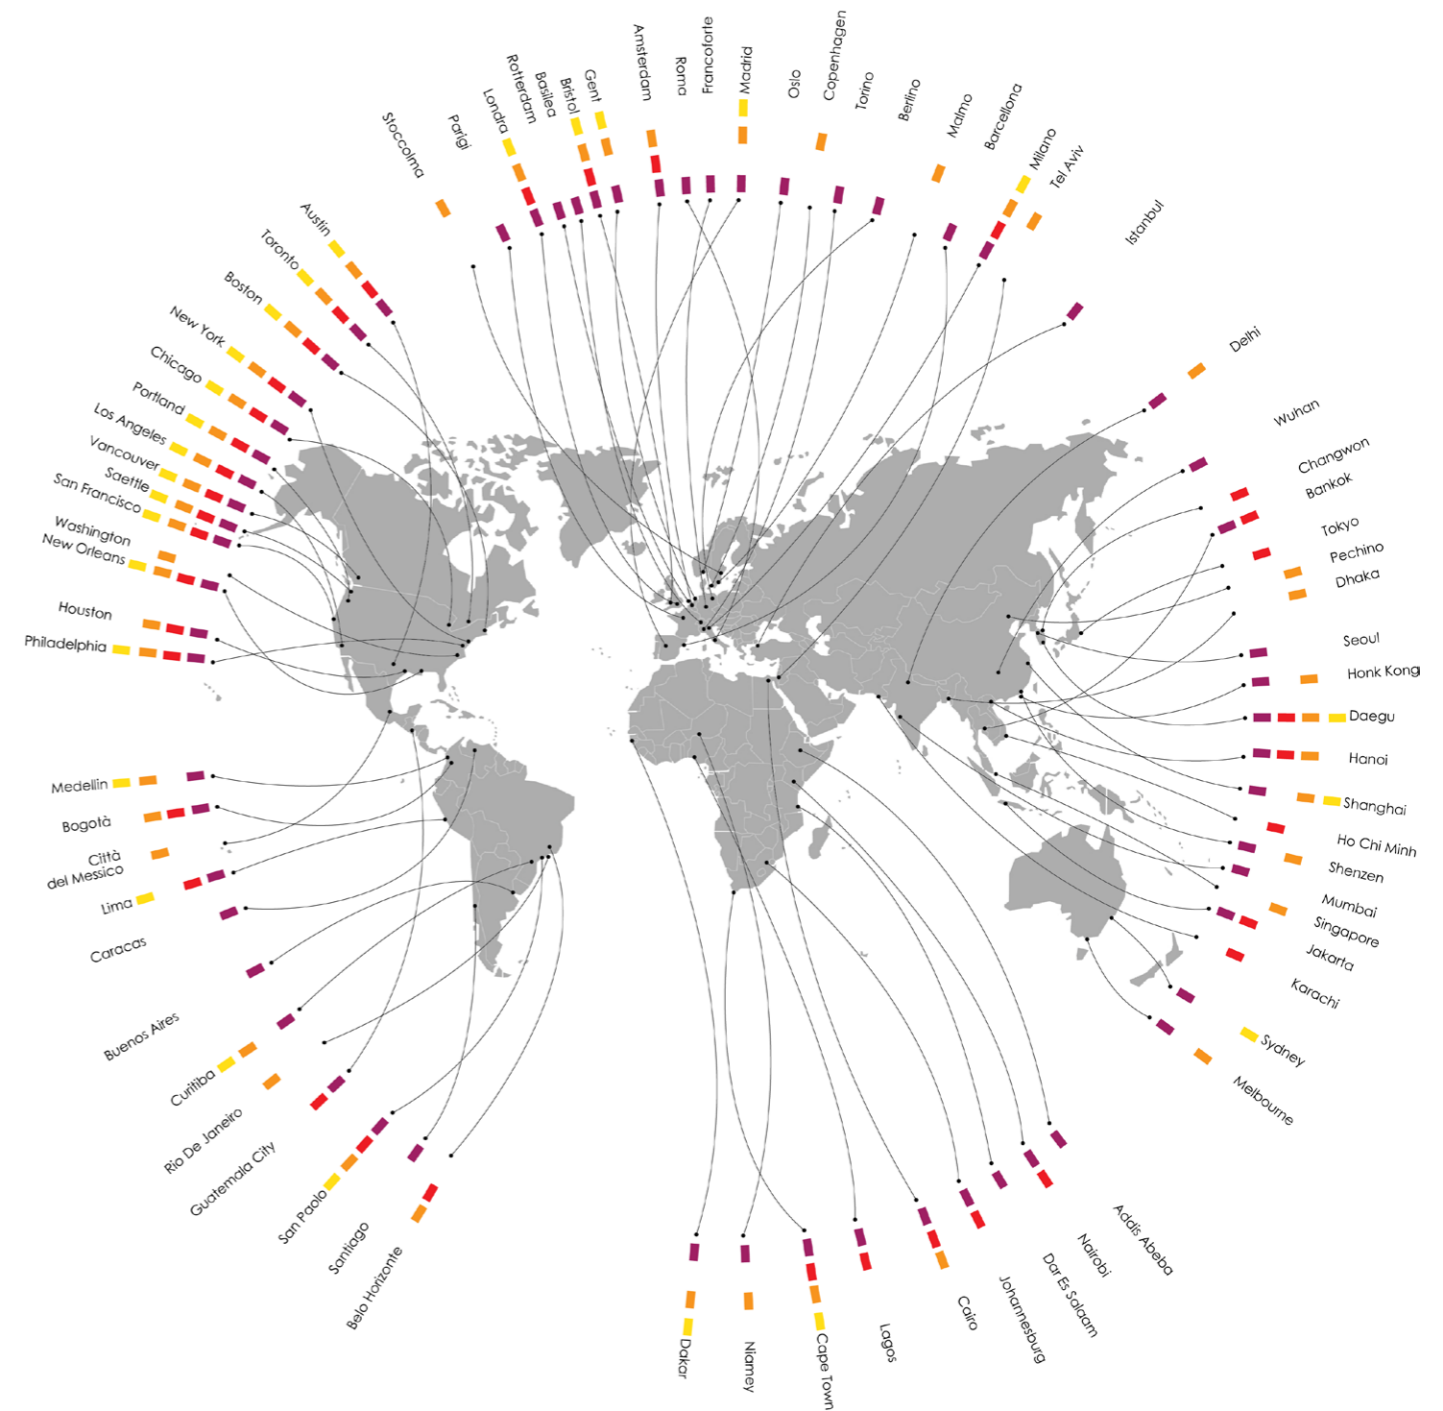 Stoccolma
Parigi
Londra
Rotterdam
Basilea
Bristol
Gent
Amsterdam
Roma
Francoforte
Madrid
Oslo
Copenhagen
Torino
Berlino
Malmo
Barcellona
Milano
Tel Aviv
Istanbul
Delhi
Wuhan
Changwon
Bankok
Tokyo
Pechino
Dhaka
Seoul
Honk Kong
Daegu
Hanoi
Shanghai
Ho Chi Minh
Shenzen
Mumbai
Singapore
Jakarta
Karachi
Sydney
Melbourne
Addis Abeba
Nairobi
Dar Es Salaam
Johannesburg
Cairo
Lagos
Cape Town
Niamey
Dakar
Belo Horizonte
Santiago
San Paolo
Guatemala City
Rio De Janeiro
Curitiba
Buenos Aires
Caracas
Lima
Città
del Messico
Bogotà
Medellin
Philadelphia
Houston
New Orleans
Washington
San Francisco
Saettle
Vancouver
Los Angeles
Portland
Chicago
New York
Boston
Toronto
Austin